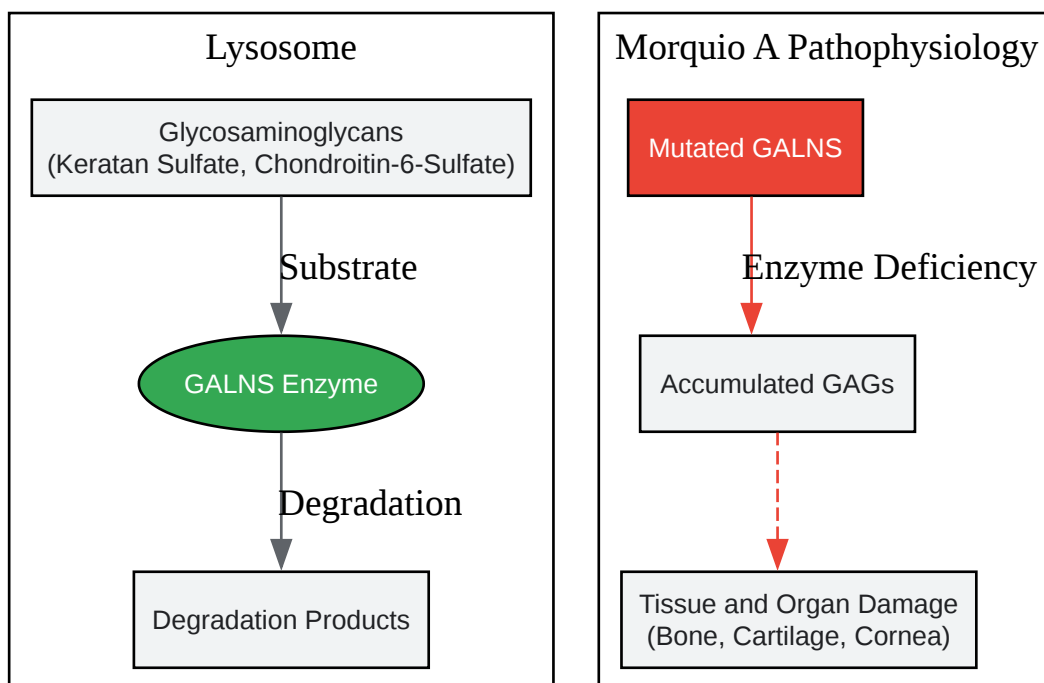 Lysosome
Glycosaminoglycans
(Keratan Sulfate, Chondroitin-6-Sulfate)
Substrate
GALNS Enzyme
Degradation
Degradation Products
Morquio A Pathophysiology
Mutated GALNS
Enzyme Deficiency
Accumulated GAGs
Tissue and Organ Damage
(Bone, Cartilage, Cornea)